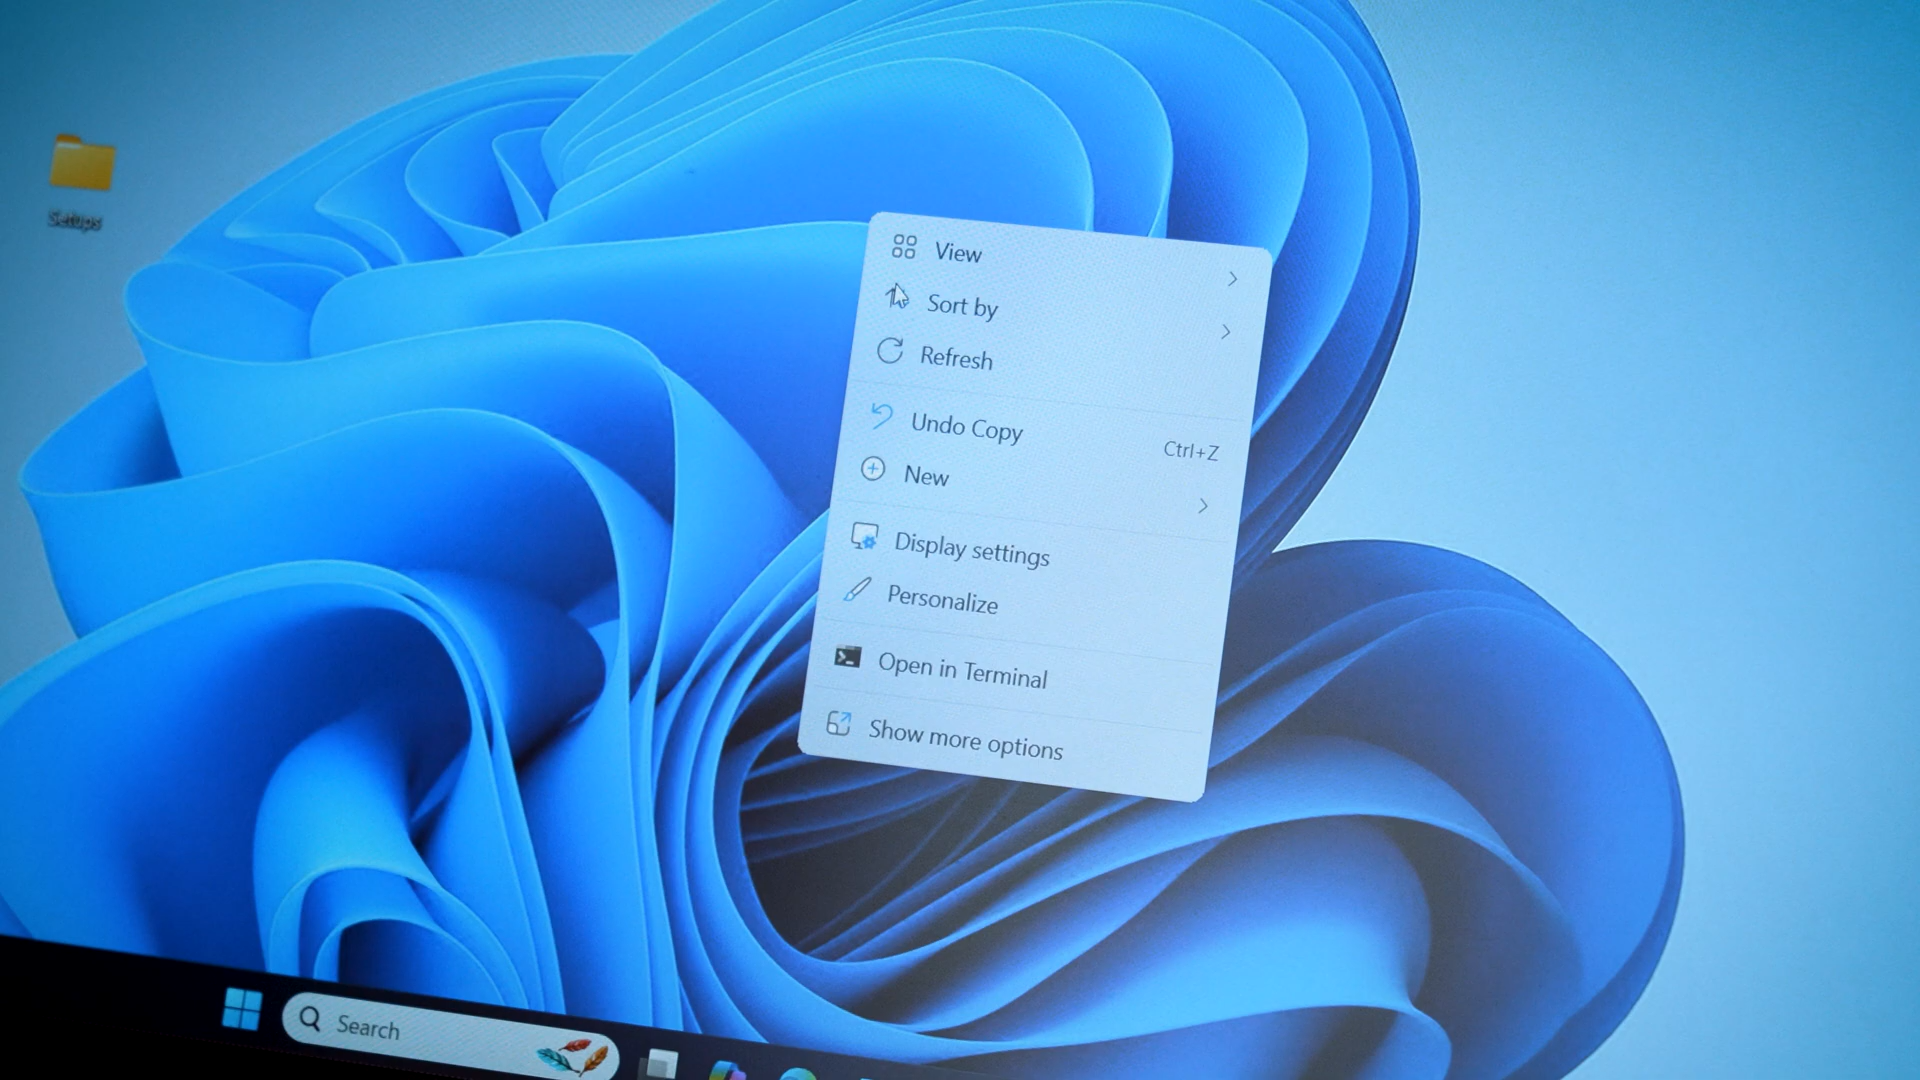 Setups
View
Sort by
Refresh
Undo Copy Ctrl+Z
New
Display settings
Personalize
Open in Terminal
Show more options
Search